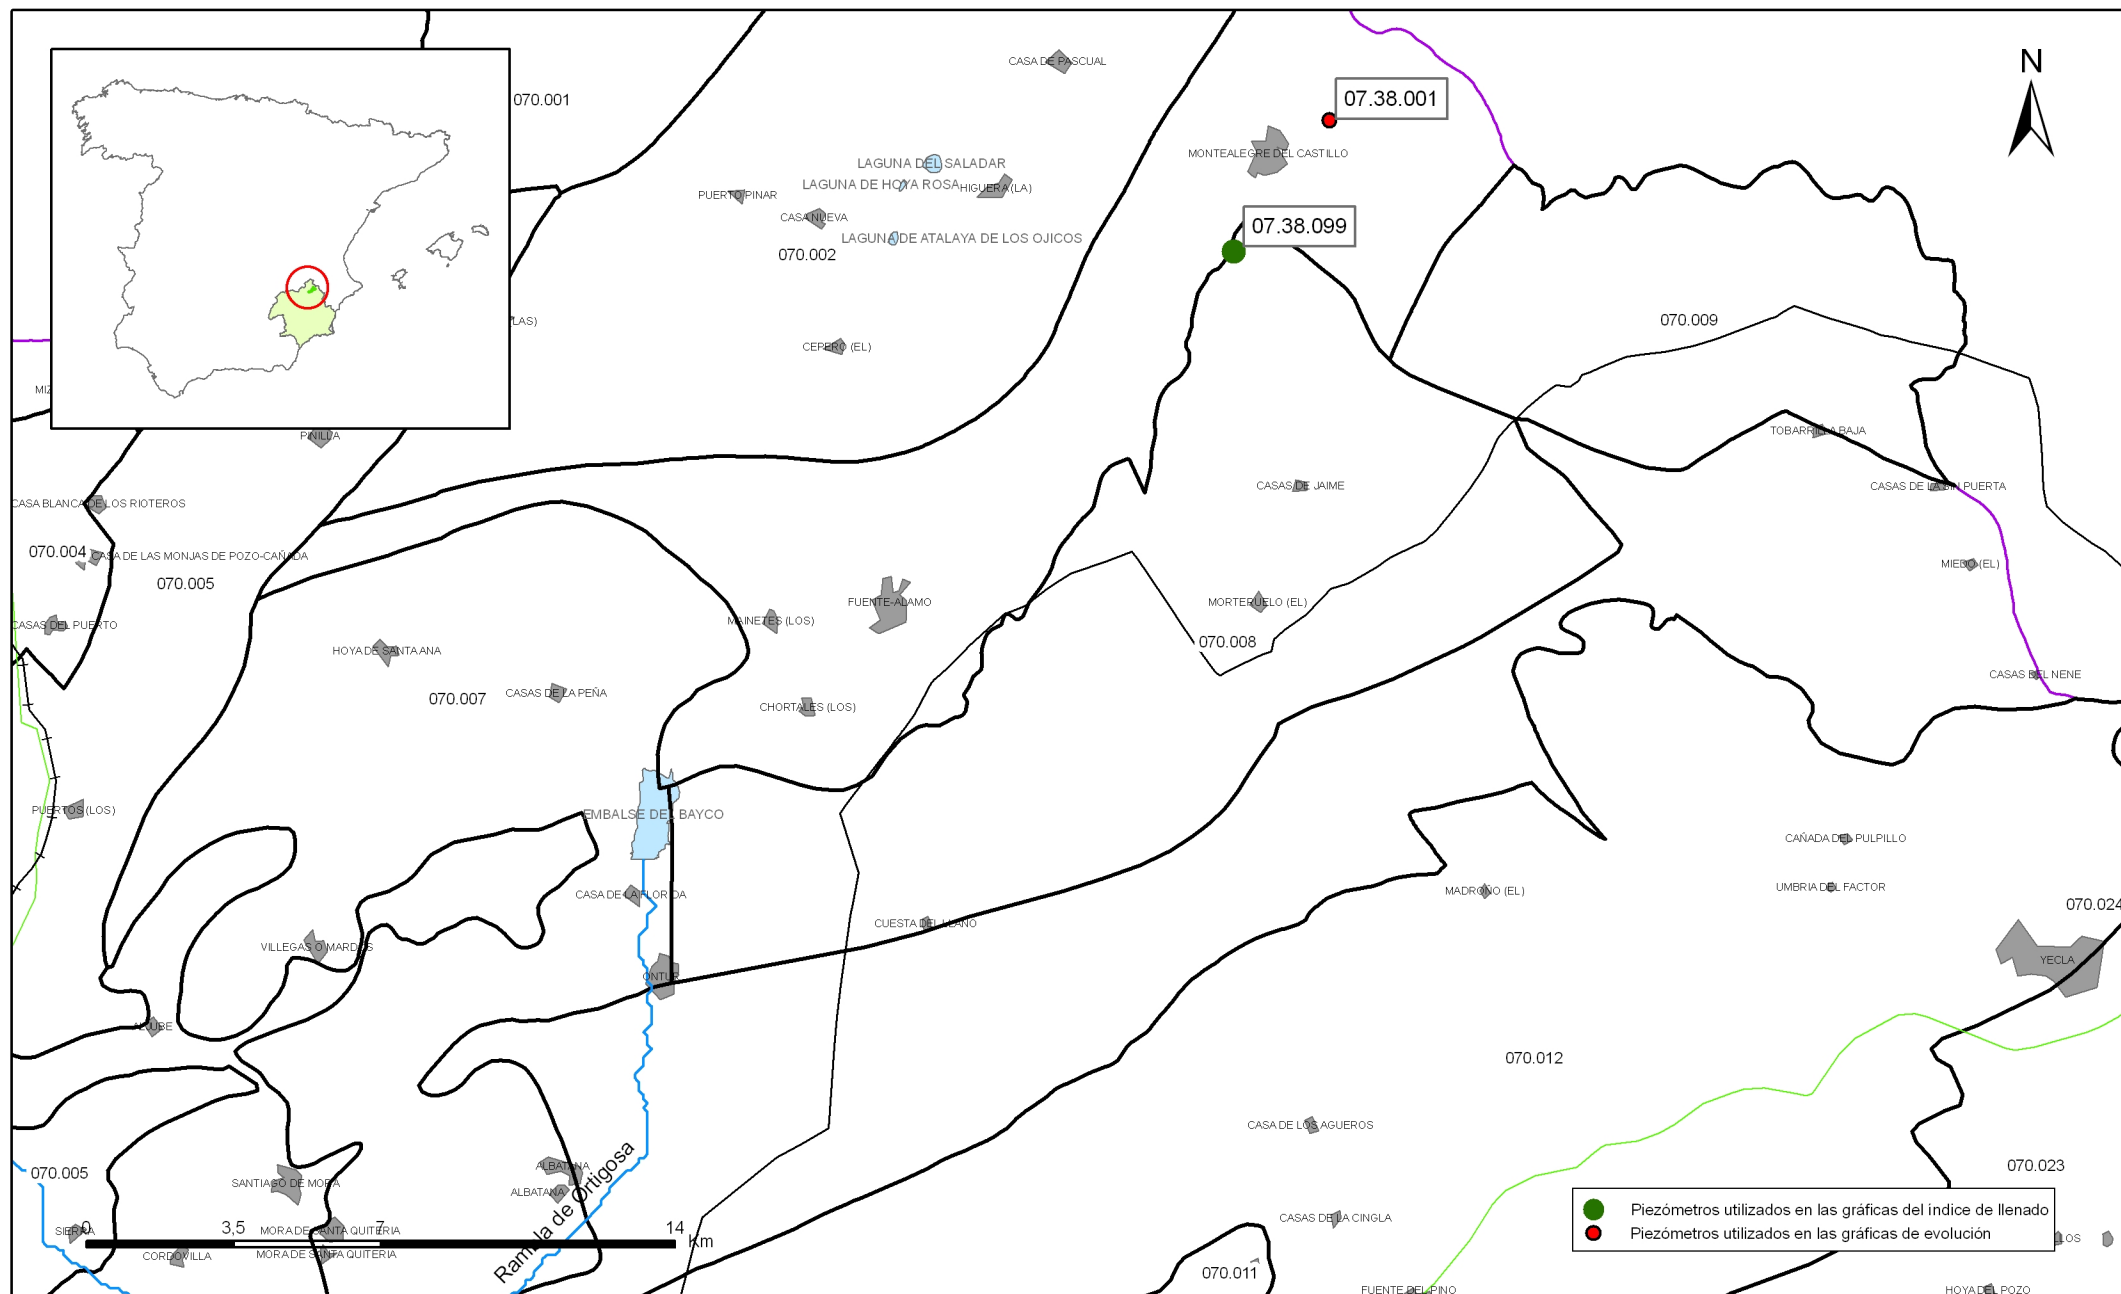 CASA DE PASCUAL
N
070.001
07.38.001
MONTEALEGRE DEL CASTILLO
LAGUNA DEL SALADAR
LAGUNA DE HOYA ROSA
HIGUERA (LA)
PUERTO PINAR
CASA NUEVA
07.38.099
LAGUNA DE ATALAYA DE LOS OJICOS
070.002
LAS)
070.009
CEPERO (EL)
MIZ
PINILLA
TOBARRILLA BAJA
CASAS DE JAIME
CASAS DE LA SIN PUERTA
CASA BLANCA DE LOS RIOTEROS
070.004
CASA DE LAS MONJAS DE POZO-CAÑADA
070.005
MIEDO (EL)
FUENTE-ALAMO
MORTERUELO (EL)
CASAS DEL PUERTO
MAINETES (LOS)
070.008
HOYA DE SANTA ANA
CASAS DEL NENE
070.007
CASAS DE LA PEÑA
CHORTALES (LOS)
PUERTOS (LOS)
EMBALSE DEL BAYCO
CAÑADA DEL PULPILLO
CASA DE LA FLORIDA
MADROÑO (EL)
UMBRIA DEL FACTOR
070.024
CUESTA DEL LLANO
VILLEGAS O MARDOS
YECLA
ONTUR
ALJUBE
070.012
CASA DE LOS AGUEROS
070.005
ALBATANA
070.023
SANTIAGO DE MORA
ALBATANA
Rambla de Ortigosa
CASAS DE LA CINGLA
Piezómetros utilizados en las gráficas del índice de llenado
Piezómetros utilizados en las gráficas de evolución
LOS
SIERRA
0 3,5 7 14
Km
MORA DE SANTA QUITERIA
CORDOVILLA
MORA DE SANTA QUITERIA
070.011
FUENTE DEL PINO
HOYA DEL POZO